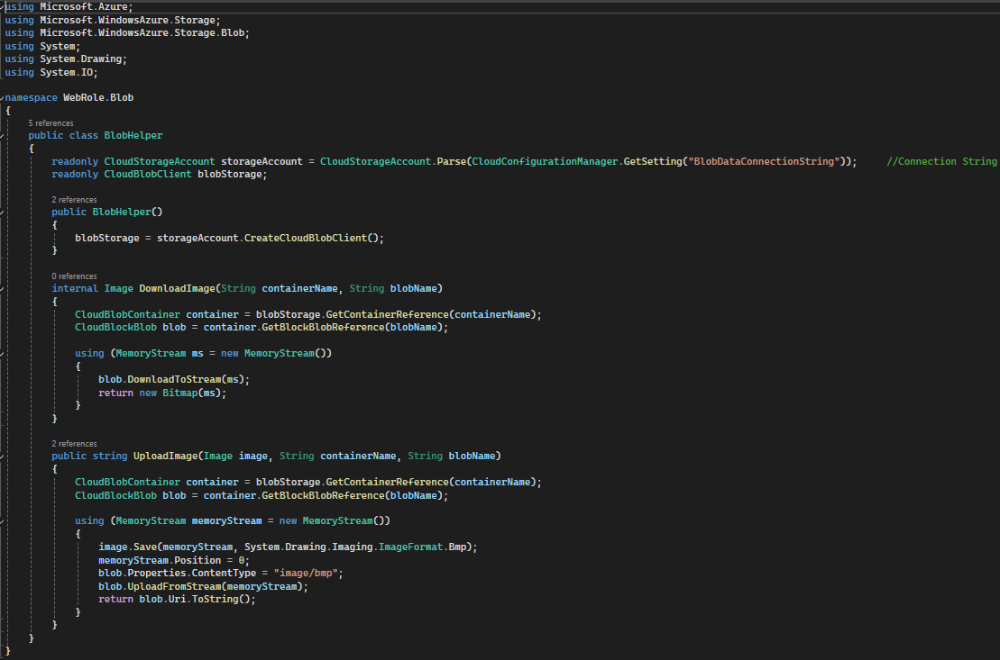 using Microsoft.Azure;
using Microsoft.WindowsAzure.Storage;
using Microsoft.WindowsAzure.Storage.Blob;
using System;
using System.Drawing;
using System.IO;

namespace WebRole.Blob
{
    5 references
    public class BlobHelper
    {
        readonly CloudStorageAccount storageAccount = CloudStorageAccount.Parse(CloudConfigurationManager.GetSetting("BlobDataConnectionString"));     //Connection String
        readonly CloudBlobClient blobStorage;

        2 references
        public BlobHelper()
        {
            blobStorage = storageAccount.CreateCloudBlobClient();
        }

        0 references
        internal Image DownloadImage(String containerName, String blobName)
        {
            CloudBlobContainer container = blobStorage.GetContainerReference(containerName);
            CloudBlockBlob blob = container.GetBlockBlobReference(blobName);

            using (MemoryStream ms = new MemoryStream())
            {
                blob.DownloadToStream(ms);
                return new Bitmap(ms);
            }
        }

        2 references
        public string UploadImage(Image image, String containerName, String blobName)
        {
            CloudBlobContainer container = blobStorage.GetContainerReference(containerName);
            CloudBlockBlob blob = container.GetBlockBlobReference(blobName);

            using (MemoryStream memoryStream = new MemoryStream())
            {
                image.Save(memoryStream, System.Drawing.Imaging.ImageFormat.Bmp);
                memoryStream.Position = 0;
                blob.Properties.ContentType = "image/bmp";
                blob.UploadFromStream(memoryStream);
                return blob.Uri.ToString();
            }
        }
    }
}